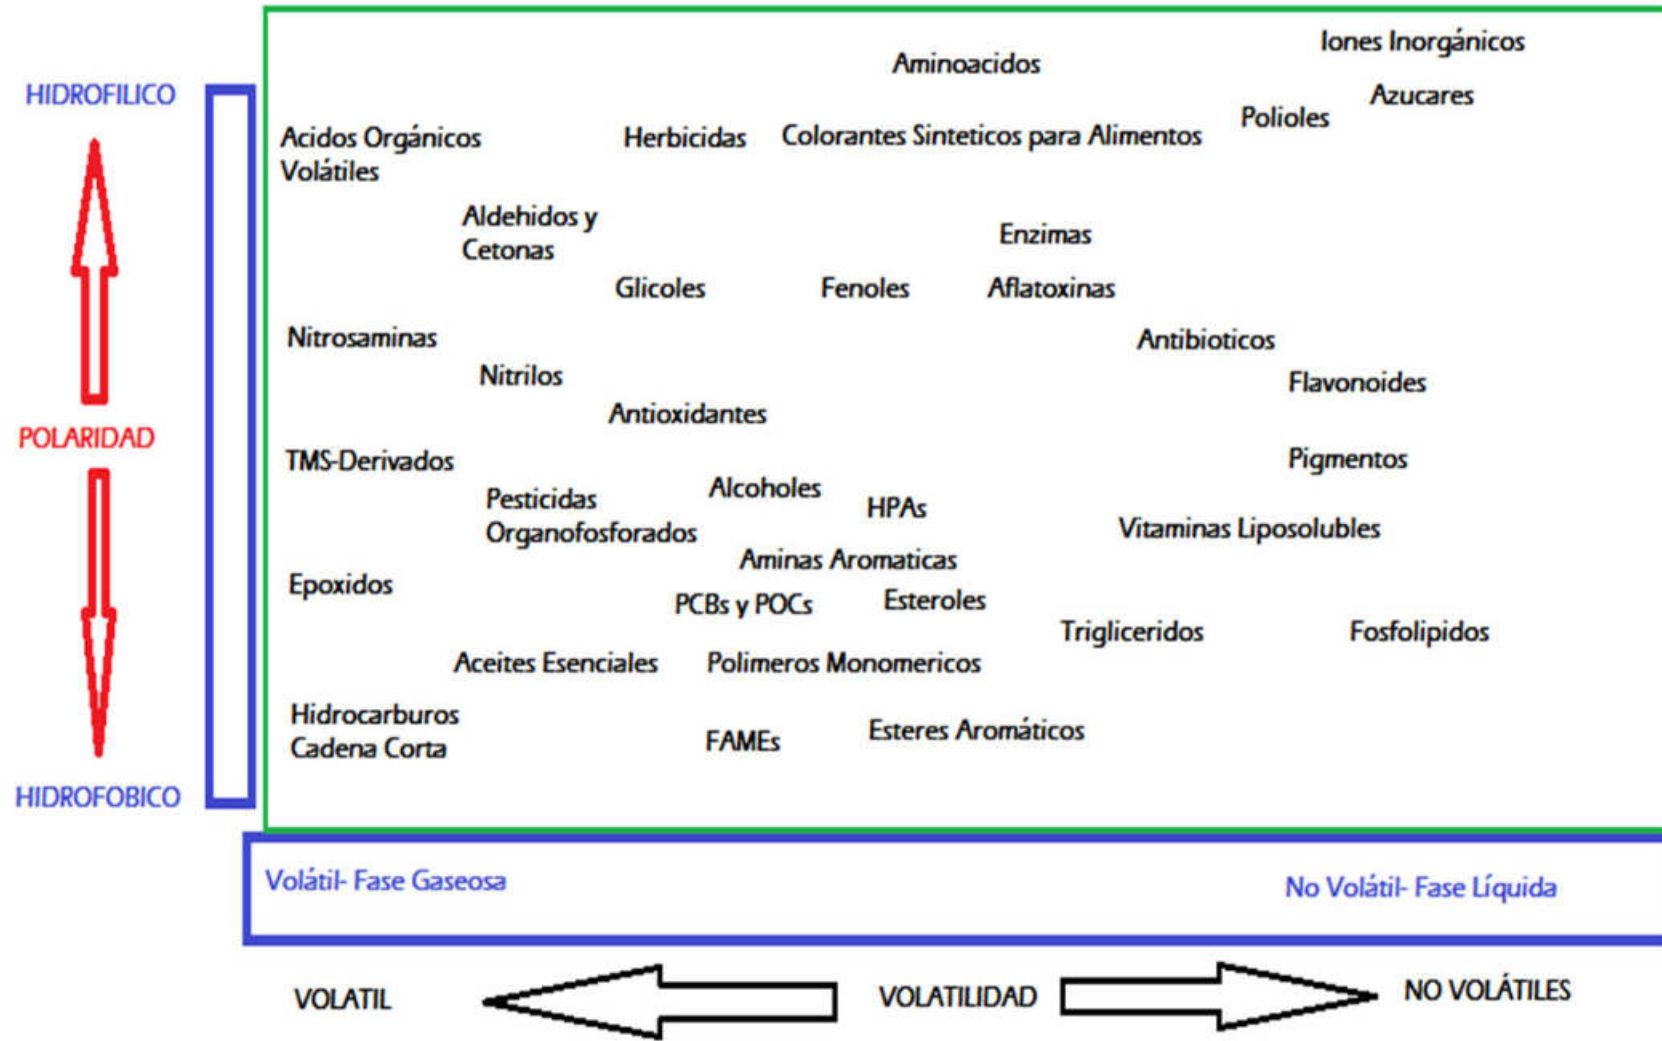 Iones Inorgánicos
Aminoacidos
HIDROFILICO
Azucares
Polioles
Acidos Orgánicos
Volátiles
Herbicidas
Colorantes Sinteticos para Alimentos
Aldehidos y
Cetonas
Enzimas
Glicoles
Fenoles
Aflatoxinas
Nitrosaminas
Antibioticos
Nitrilos
Flavonoides
Antioxidantes
POLARIDAD
TMS-Derivados
Pigmentos
Pesticidas
Organofosforados
Alcoholes
HPAs
Vitaminas Liposolubles
Aminas Aromaticas
Epoxidos
PCBs y POCs
Esteroles
Trigliceridos
Fosfolipidos
Aceites Esenciales
Polimeros Monomericos
Hidrocarburos
Cadena Corta
FAMEs
Esteres Aromáticos
HIDROFOBICO
Volátil- Fase Gaseosa
No Volátil- Fase Líquida
VOLATIL
VOLATILIDAD
NO VOLÁTILES